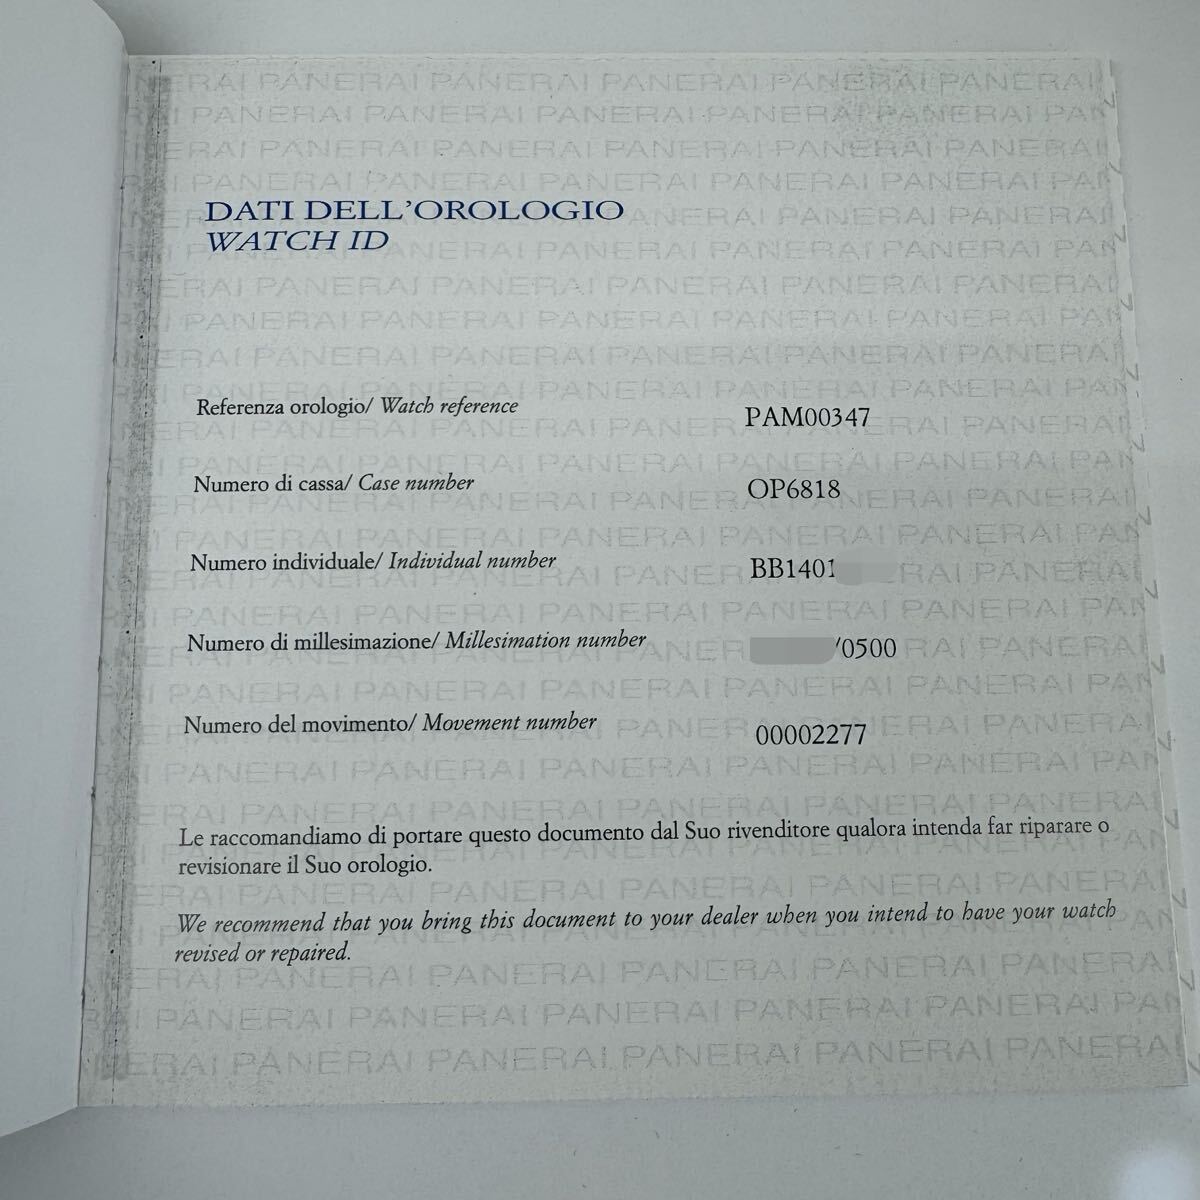 DATI DELL'OROLOGIO
WATCH ID
Referenza orologio/ Watch reference PAM00347
Numero di cassa/ Case number OP6818
Numero individuale/ Individual number BB1401
Numero di millesimazione/ Millesimation number /0500
Numero del movimento/ Movement number 00002277
Le raccomandiamo di portare questo documento dal Suo rivenditore qualora intenda far riparare o
revisionare il Suo orologio.
We recommend that you bring this document to your dealer when you intend to have your watch
revised or repaired.